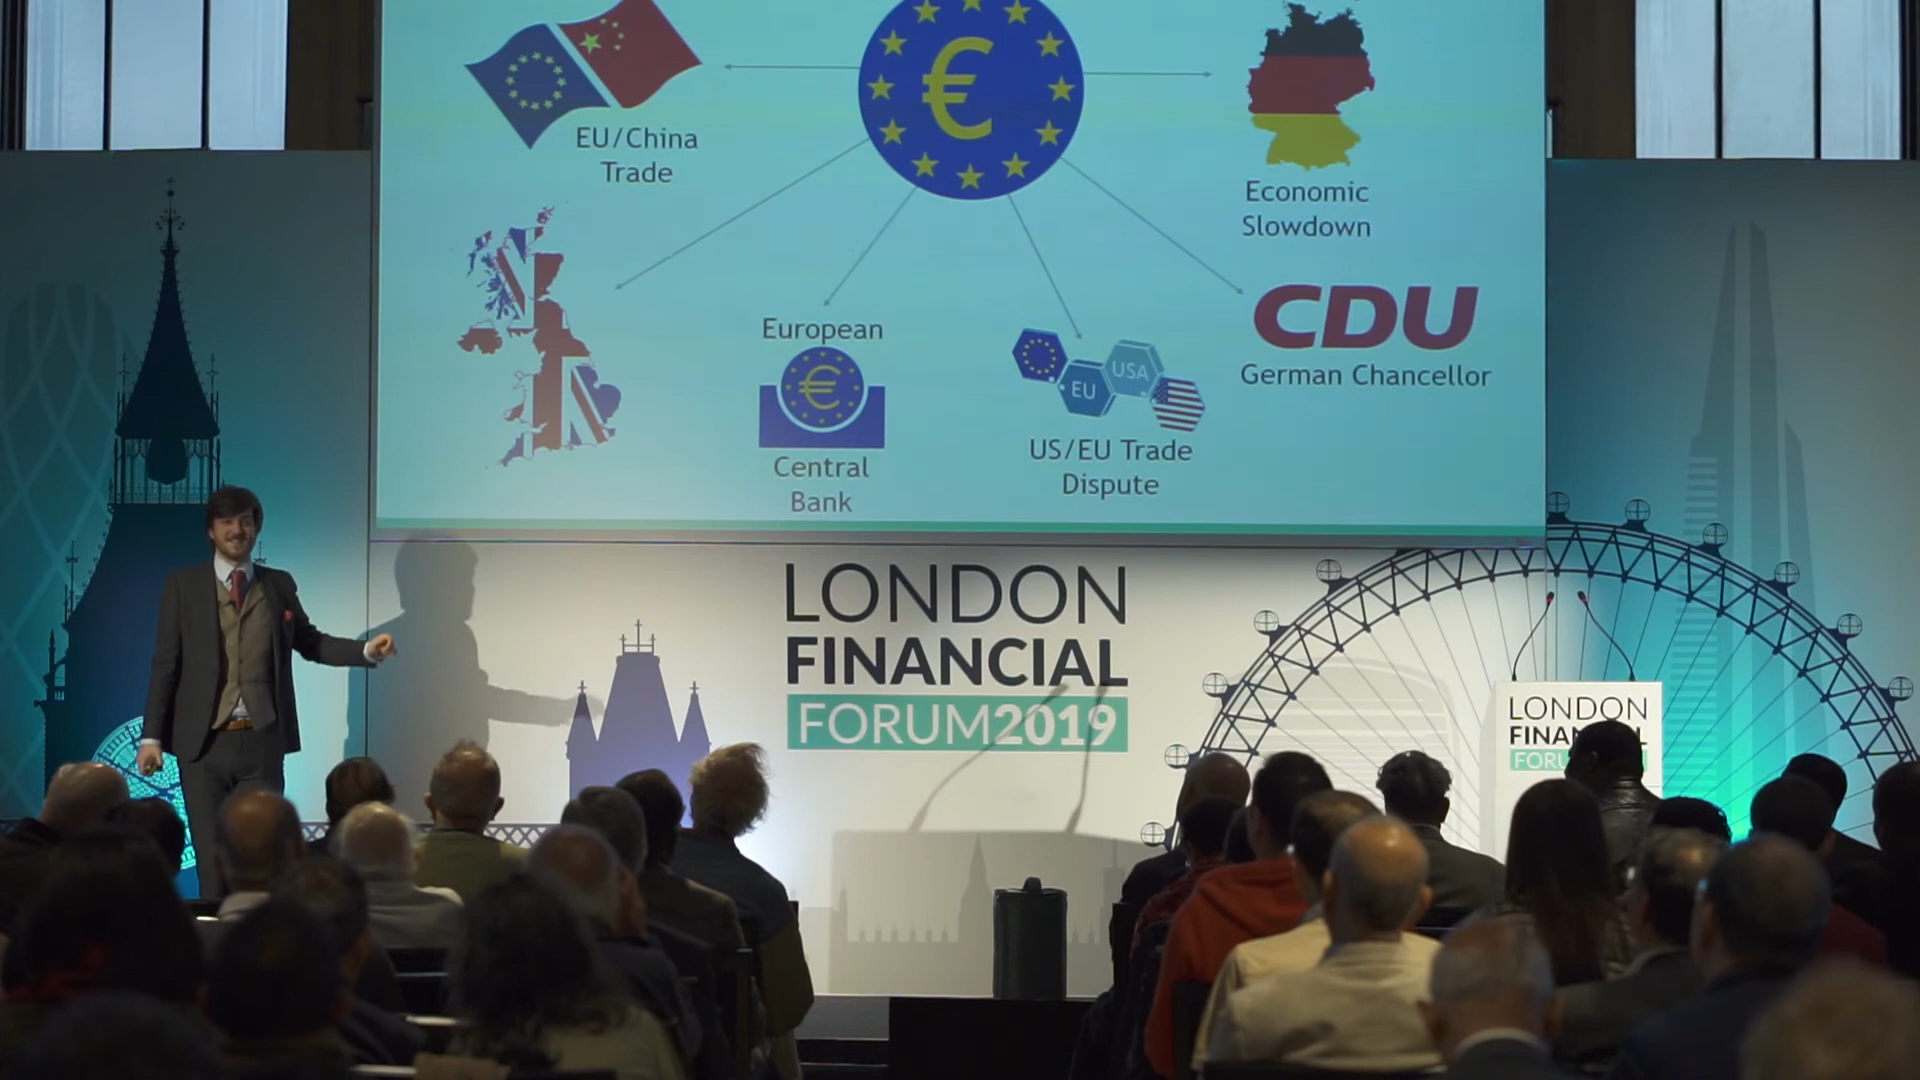 €
EU/China
Trade
Economic
Slowdown
European
€
Central
Bank
EU
USA
US/EU Trade
Dispute
CDU
German Chancellor
LONDON
FINANCIAL
FORUM2019
LONDON